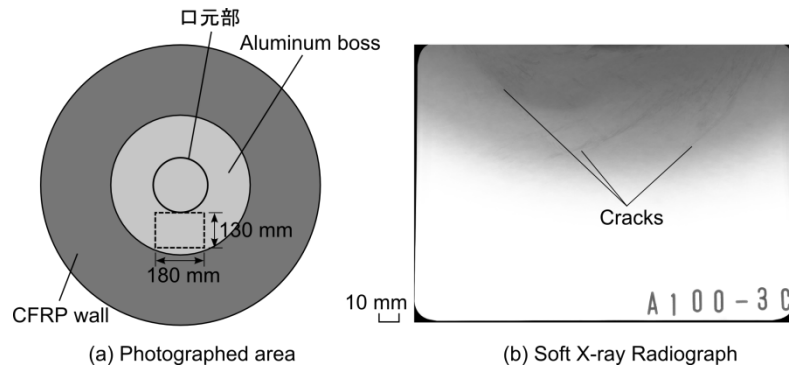 口元部
Aluminum boss
130 mm
180 mm
CFRP wall
(a) Photographed area
Cracks
10 mm
A100-3C
(b) Soft X-ray Radiograph